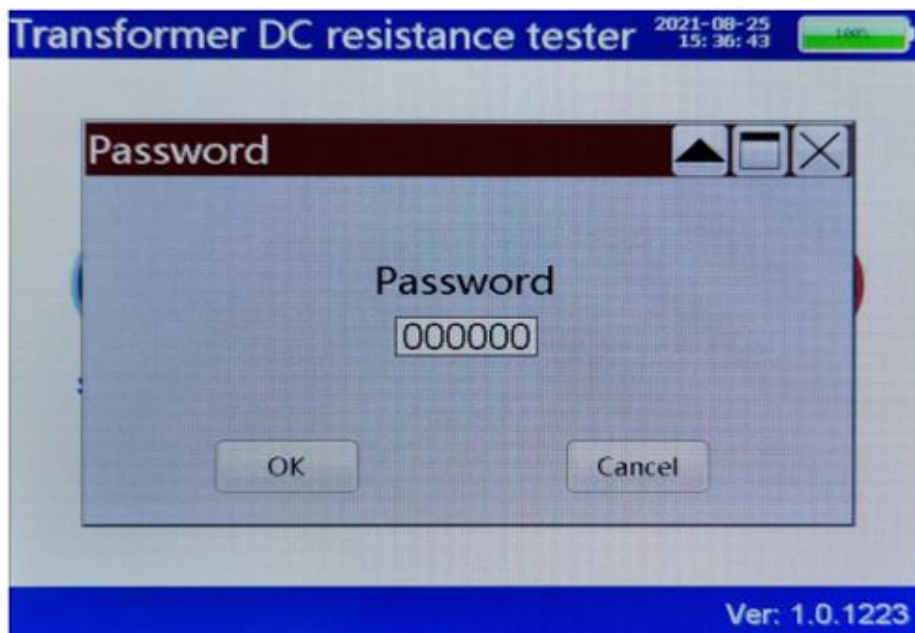 Transformer DC resistance tester
2021-08-25
15:36:43
100%
Password
Password
000000
OK
Cancel
Ver: 1.0.1223